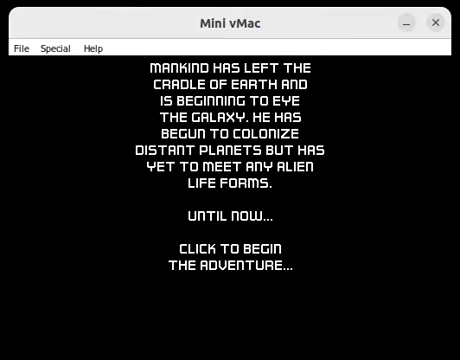 Mini vMac
File Special Help
MANKIND HAS LEFT THE
CRADLE OF EARTH AND
IS BEGINNING TO EYE
THE GALAXY. HE HAS
BEGUN TO COLONIZE
DISTANT PLANETS BUT HAS
YET TO MEET ANY ALIEN
LIFE FORMS.
UNTIL NOW...
CLICK TO BEGIN
THE ADVENTURE...